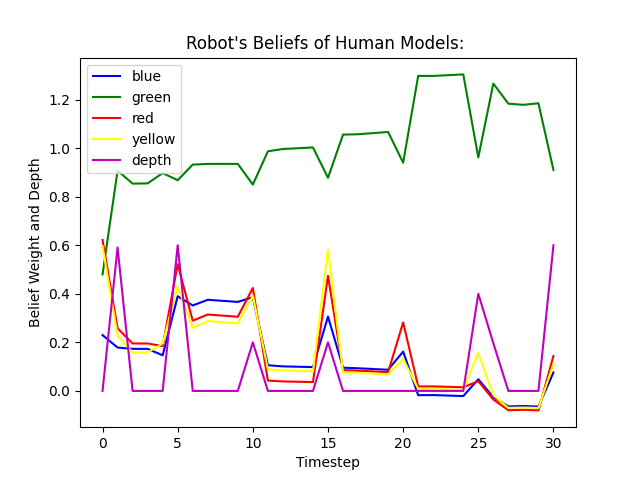 Robot's Beliefs of Human Models:
blue
green
red
yellow
depth
Belief Weight and Depth
1.2
1.0
0.8
0.6
0.4
0.2
0.0
0 5 10 15 20 25 30
Timestep